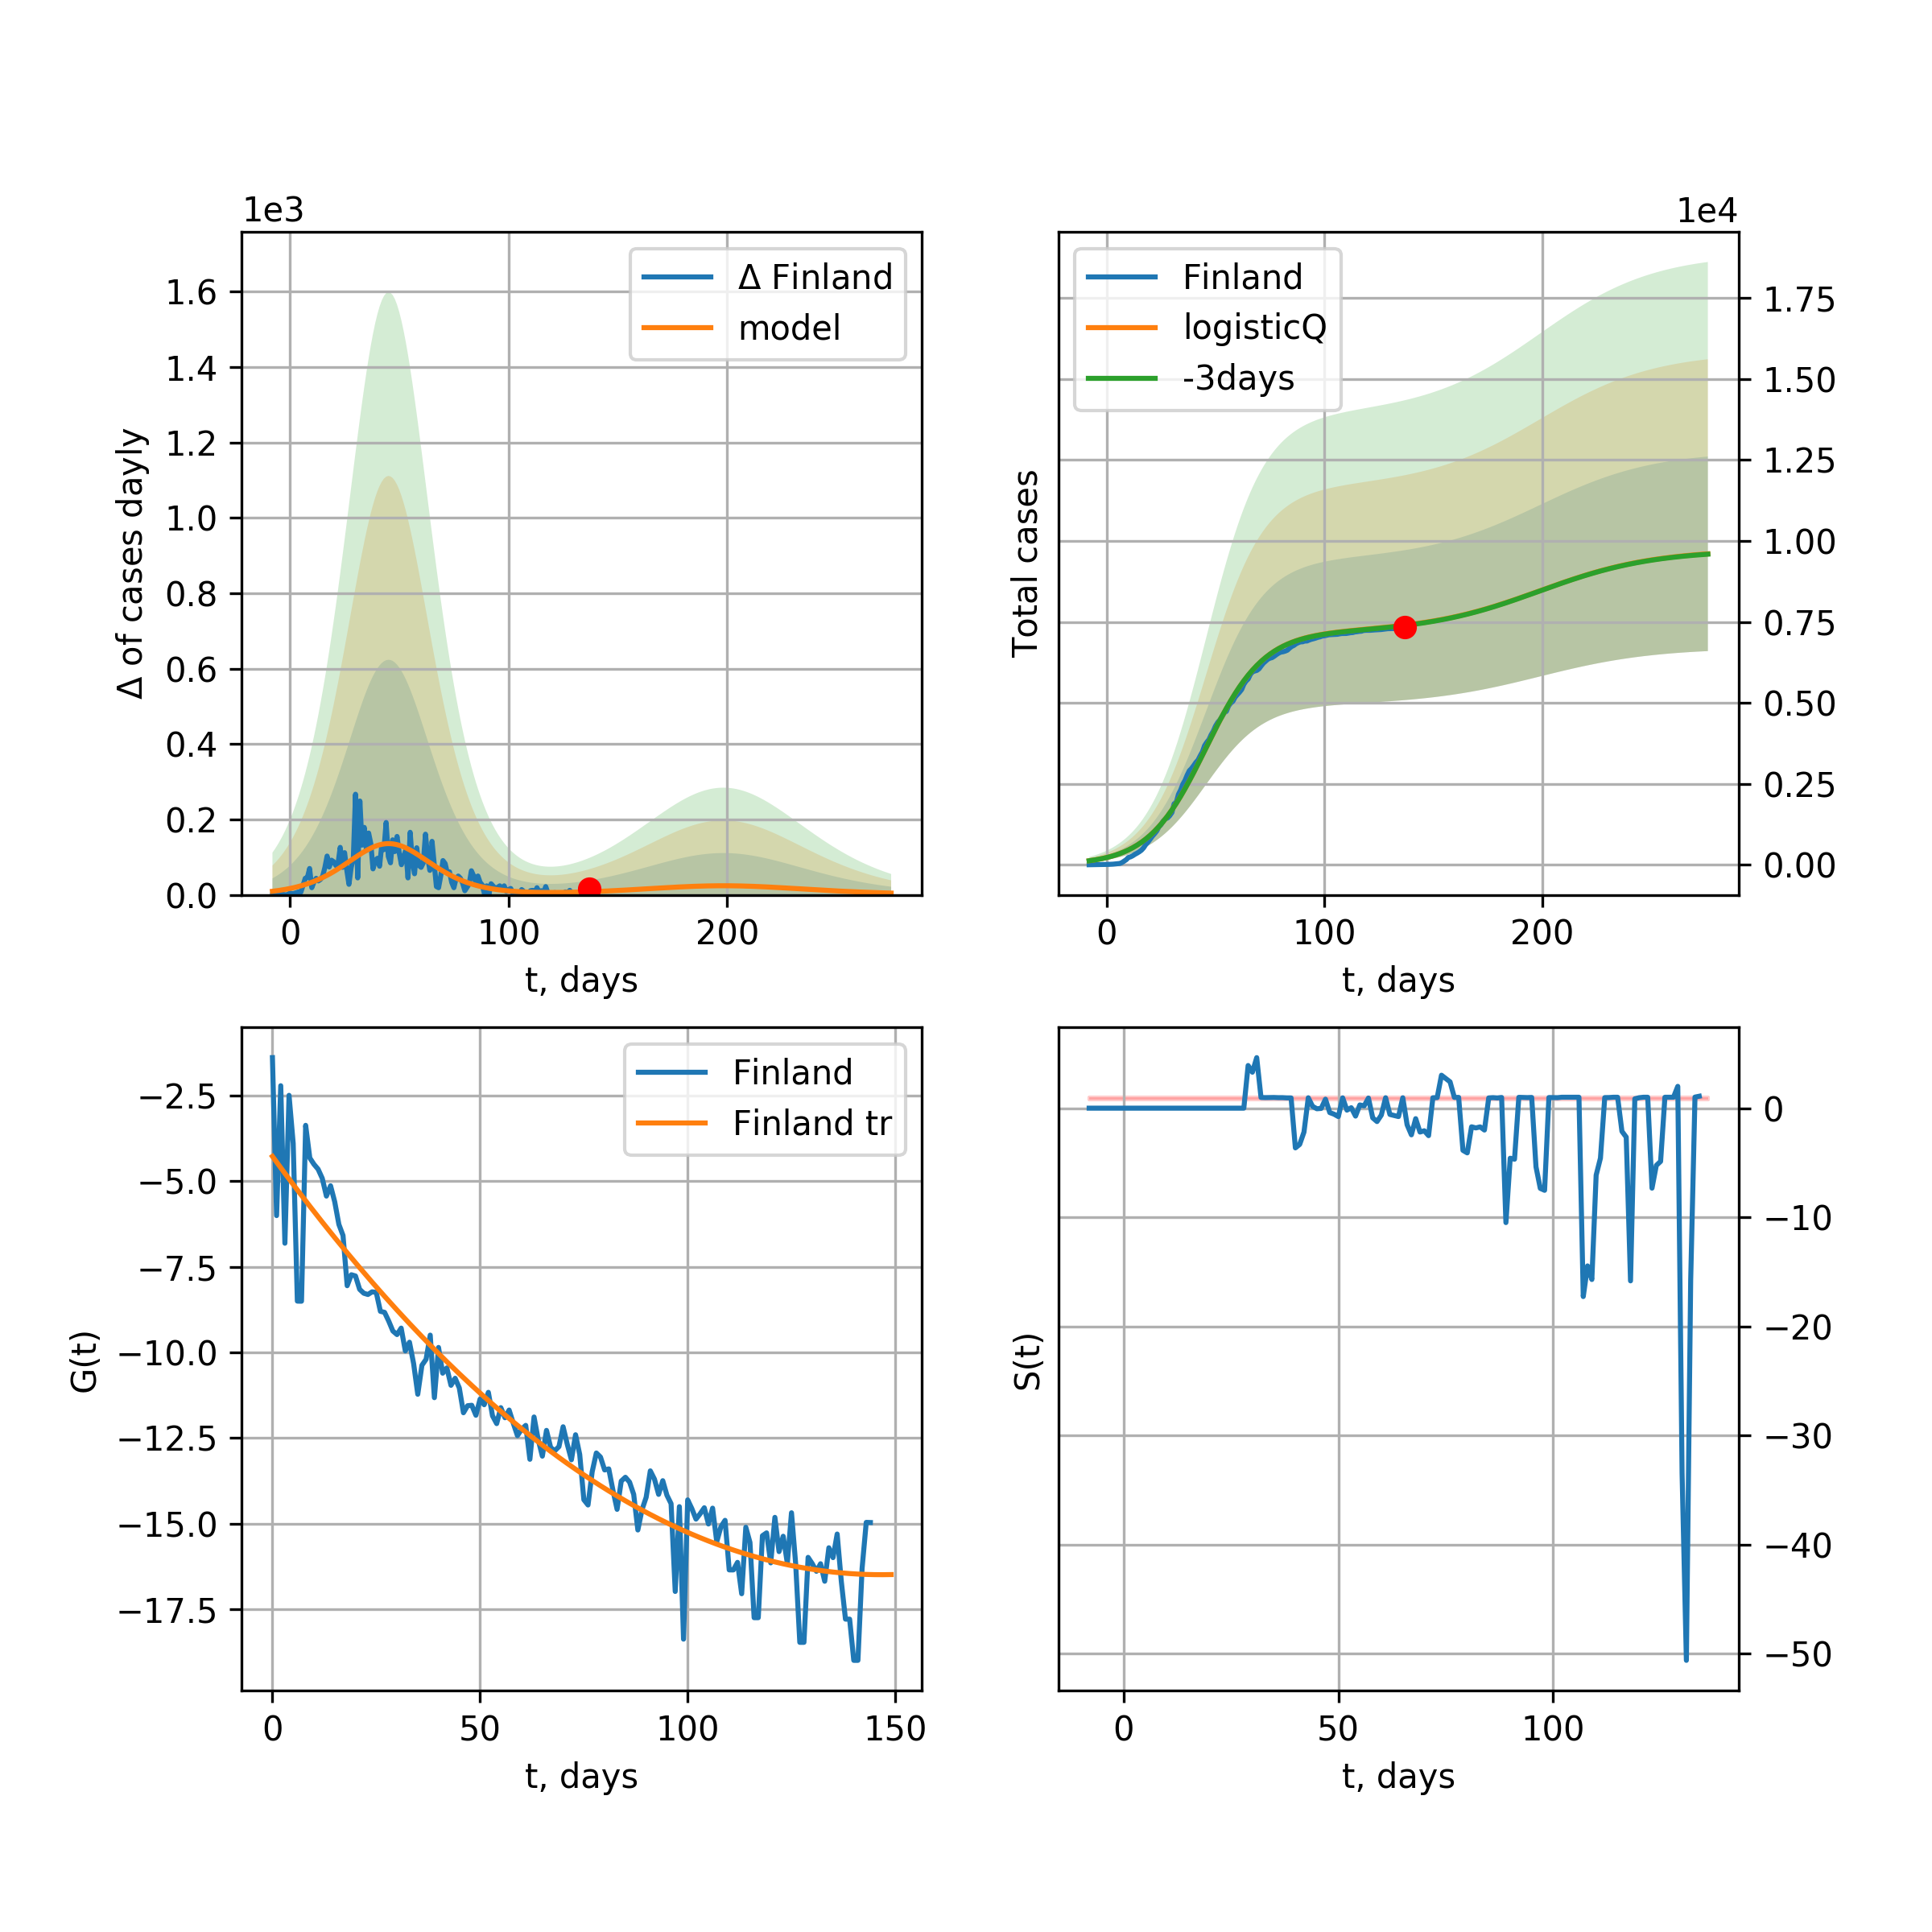 1e3
Δ of cases dayly
1.6
1.4
1.2
1.0
0.8
0.6
0.4
0.2
0.0
0 100 200
t, days
Δ Finland
model
1e4
Total cases
Finland
logisticQ
-3days
1.75
1.50
1.25
1.00
0.75
0.50
0.25
0.00
0 100 200
t, days
G(t)
−2.5
−5.0
−7.5
−10.0
−12.5
−15.0
−17.5
0 50 100 150
t, days
Finland
Finland tr
S(t)
0
−10
−20
−30
−40
−50
0 50 100
t, days